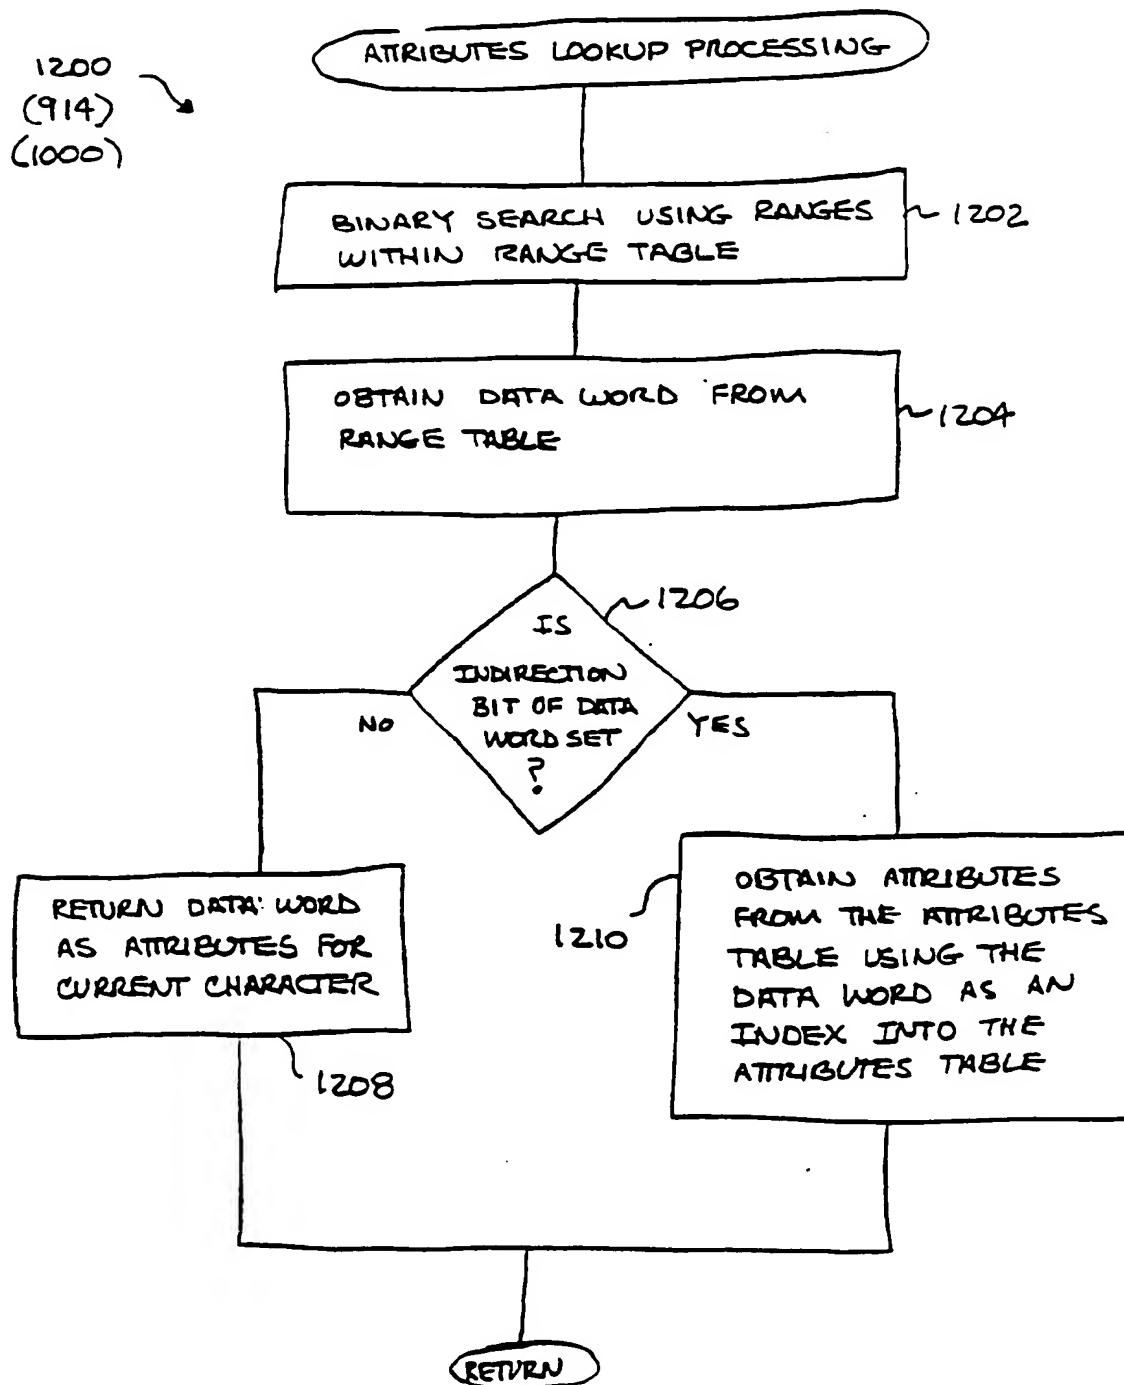 ATTRIBUTES LOOKUP PROCESSING
1200
(914)
(1000)
BINARY SEARCH USING RANGES
WITHIN RANGE TABLE
1202
OBTAIN DATA WORD FROM
RANGE TABLE
1204
1206
IS
INDIRECTION
BIT OF DATA
WORD SET
?
NO
YES
RETURN DATA WORD
AS ATTRIBUTES FOR
CURRENT CHARACTER
1208
1210
OBTAIN ATTRIBUTES
FROM THE ATTRIBUTES
TABLE USING THE
DATA WORD AS AN
INDEX INTO THE
ATTRIBUTES TABLE
RETURN